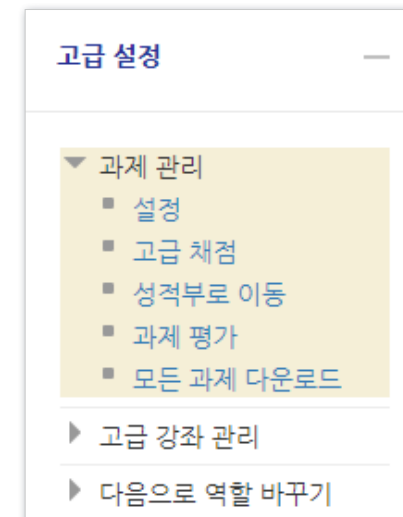 고급 설정
과제 관리
설정
고급 채점
성적부로 이동
과제 평가
모든 과제 다운로드
고급 강좌 관리
다음으로 역할 바꾸기